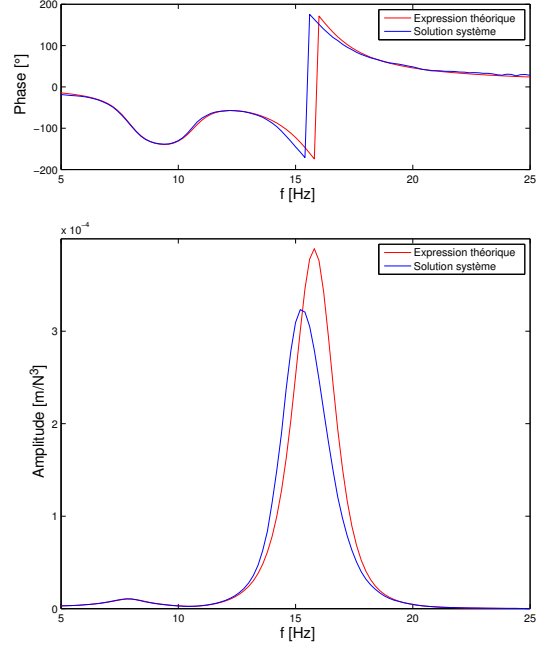 200
100
0
−100
−200
Phase [°]
Expression théorique
Solution système
5 10 15 20 25
f [Hz]
x 10⁻⁴
3
2
1
0
Amplitude [m/N³]
Expression théorique
Solution système
5 10 15 20 25
f [Hz]